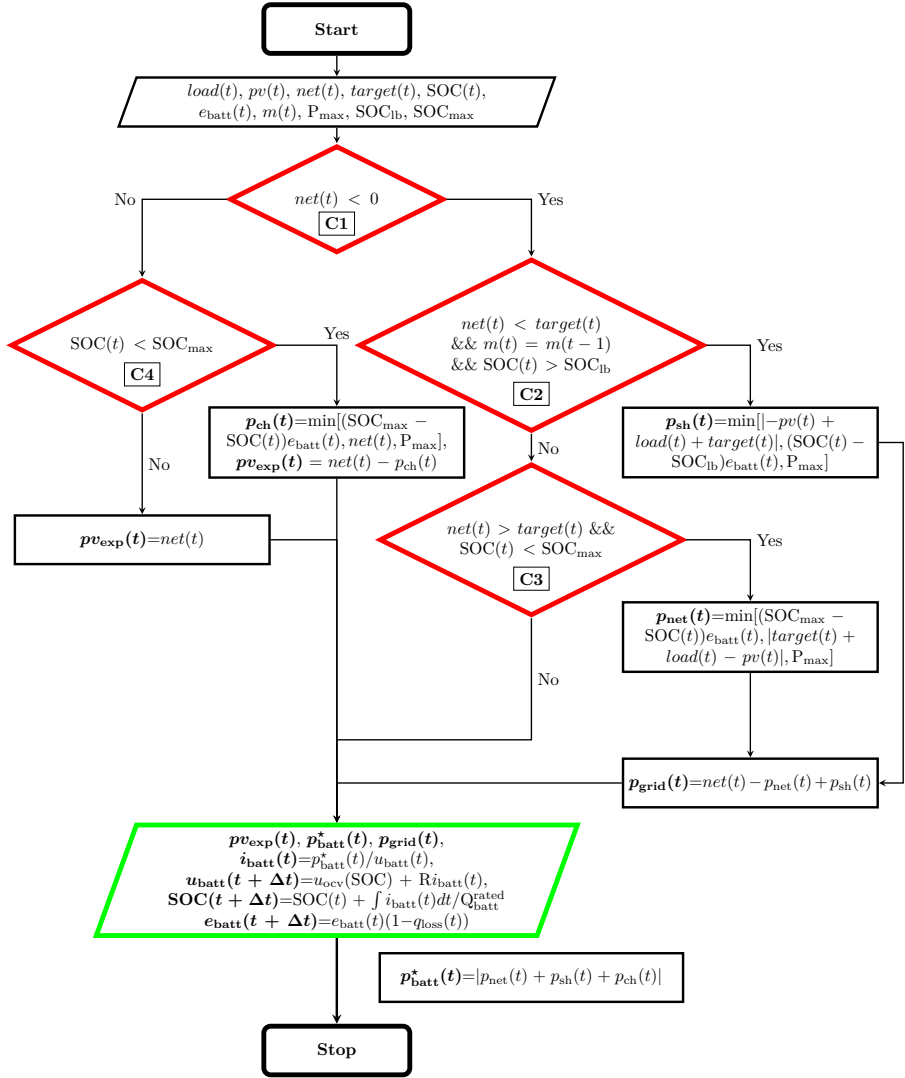 Start
load(t), pv(t), net(t), target(t), SOC(t),
e_batt(t), m(t), P_max, SOC_lb, SOC_max
No
net(t) < 0
C1
Yes
SOC(t) < SOC_max
C4
Yes
net(t) < target(t)
&& m(t) = m(t − 1)
&& SOC(t) > SOC_lb
C2
Yes
p_ch(t)=min[(SOC_max −
SOC(t))e_batt(t), net(t), P_max],
pv_exp(t) = net(t) − p_ch(t)
p_sh(t)=min[|−pv(t) +
load(t) + target(t)|, (SOC(t) −
SOC_lb)e_batt(t), P_max]
No
No
pv_exp(t)=net(t)
net(t) > target(t) &&
SOC(t) < SOC_max
C3
Yes
p_net(t)=min[(SOC_max −
SOC(t))e_batt(t), |target(t) +
load(t) − pv(t)|, P_max]
No
p_grid(t)=net(t) − p_net(t) + p_sh(t)
pv_exp(t), p*_batt(t), p_grid(t),
i_batt(t)=p*_batt(t)/u_batt(t),
u_batt(t + Δt)=u_ocv(SOC) + Ri_batt(t),
SOC(t + Δt)=SOC(t) + ∫ i_batt(t)dt/Q^rated_batt
e_batt(t + Δt)=e_batt(t)(1−q_loss(t))
p*_batt(t)=|p_net(t) + p_sh(t) + p_ch(t)|
Stop